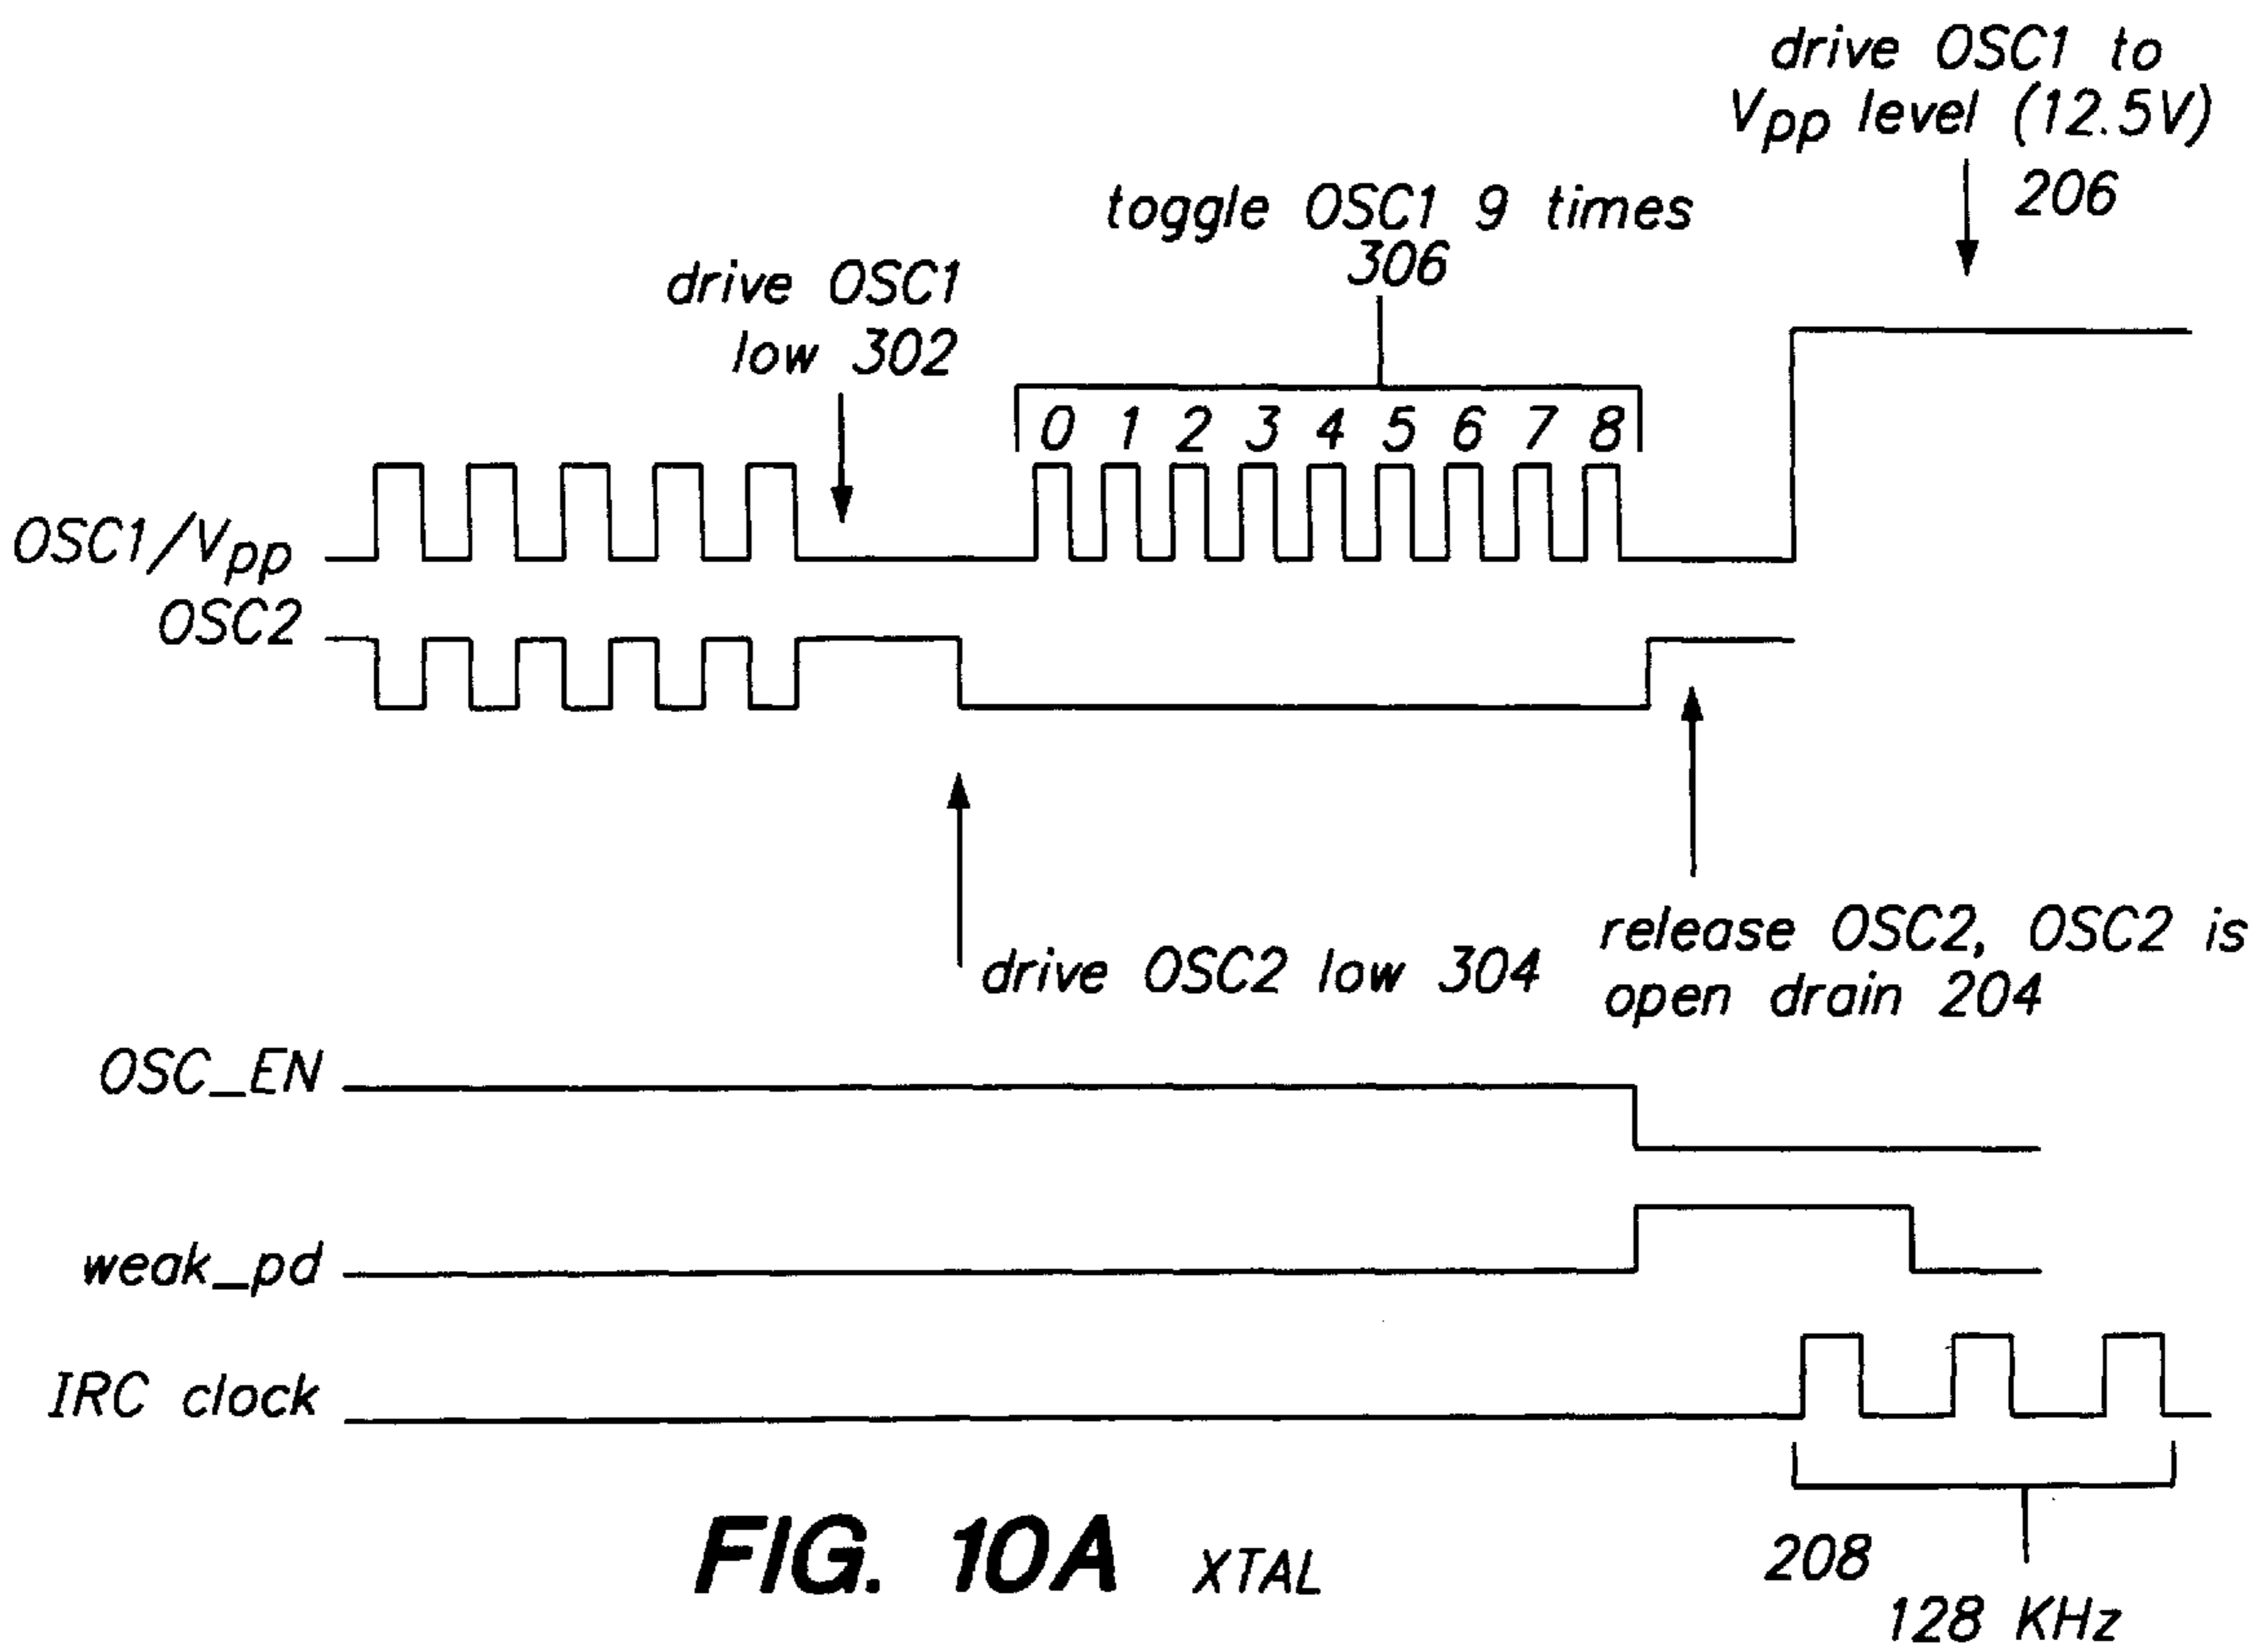 drive OSC1 to
Vpp level (12.5V)
206
toggle OSC1 9 times
306
drive OSC1
low 302
0 1 2 3 4 5 6 7 8
OSC1/Vpp
OSC2
drive OSC2 low 304
release OSC2, OSC2 is
open drain 204
OSC_EN
weak_pd
IRC clock
208
128 KHz
FIG. 10A XTAL